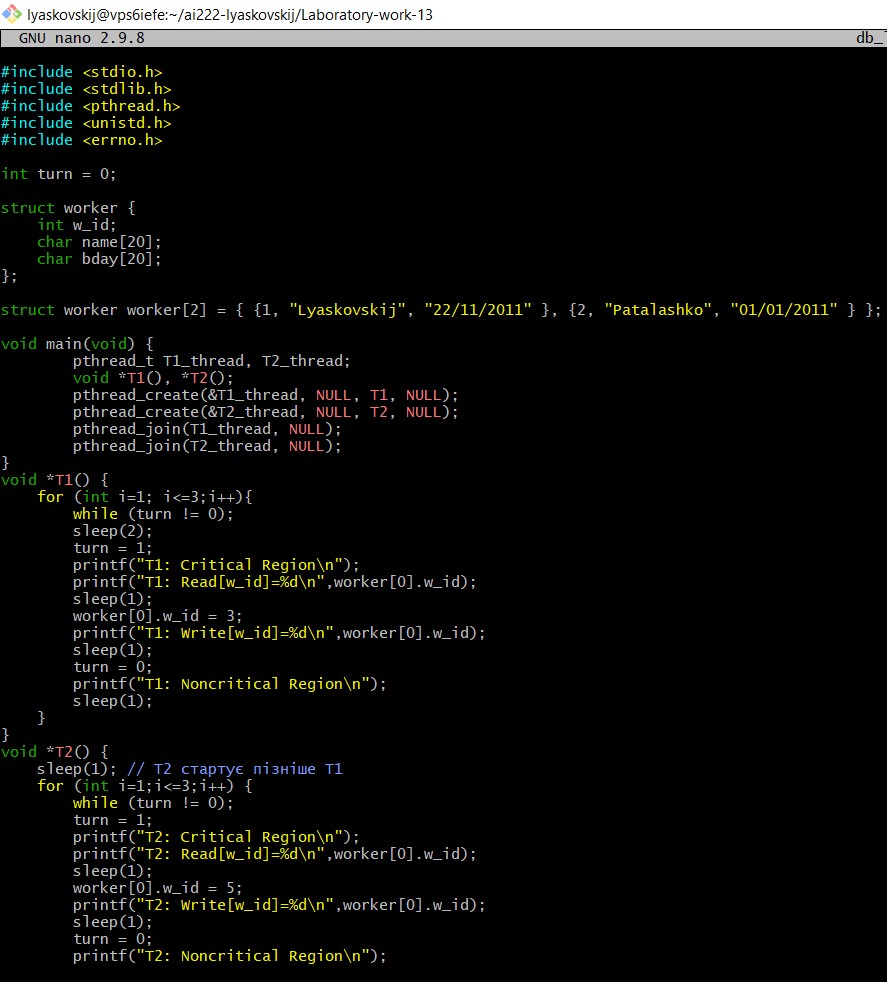 lyaskovskij@vps6iefe:~/ai222-lyaskovskij/Laboratory-work-13
GNU nano 2.9.8 db_
#include <stdio.h>
#include <stdlib.h>
#include <pthread.h>
#include <unistd.h>
#include <errno.h>

int turn = 0;

struct worker {
    int w_id;
    char name[20];
    char bday[20];
};

struct worker worker[2] = { {1, "Lyaskovskij", "22/11/2011" }, {2, "Patalashko", "01/01/2011" } };

void main(void) {
        pthread_t T1_thread, T2_thread;
        void *T1(), *T2();
        pthread_create(&T1_thread, NULL, T1, NULL);
        pthread_create(&T2_thread, NULL, T2, NULL);
        pthread_join(T1_thread, NULL);
        pthread_join(T2_thread, NULL);
}
void *T1() {
    for (int i=1; i<=3;i++){
        while (turn != 0);
        sleep(2);
        turn = 1;
        printf("T1: Critical Region\n");
        printf("T1: Read[w_id]=%d\n",worker[0].w_id);
        sleep(1);
        worker[0].w_id = 3;
        printf("T1: Write[w_id]=%d\n",worker[0].w_id);
        sleep(1);
        turn = 0;
        printf("T1: Noncritical Region\n");
        sleep(1);
    }
}
void *T2() {
    sleep(1); // T2 стартує пізніше T1
    for (int i=1;i<=3;i++) {
        while (turn != 0);
        turn = 1;
        printf("T2: Critical Region\n");
        printf("T2: Read[w_id]=%d\n",worker[0].w_id);
        sleep(1);
        worker[0].w_id = 5;
        printf("T2: Write[w_id]=%d\n",worker[0].w_id);
        sleep(1);
        turn = 0;
        printf("T2: Noncritical Region\n");